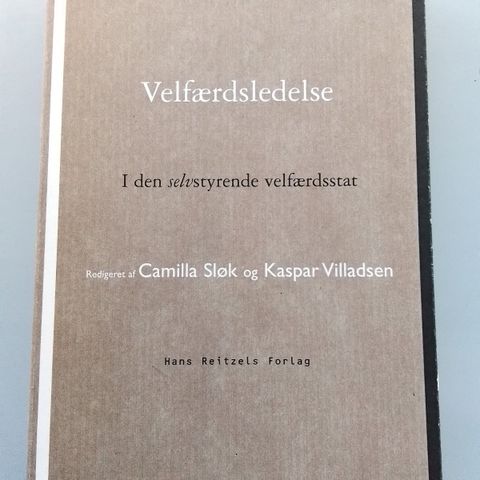 Velfærdsledelse
I den selvstyrende velfærdsstat
Redigeret af Camilla Sløk og Kaspar Villadsen
Hans Reitzels Forlag